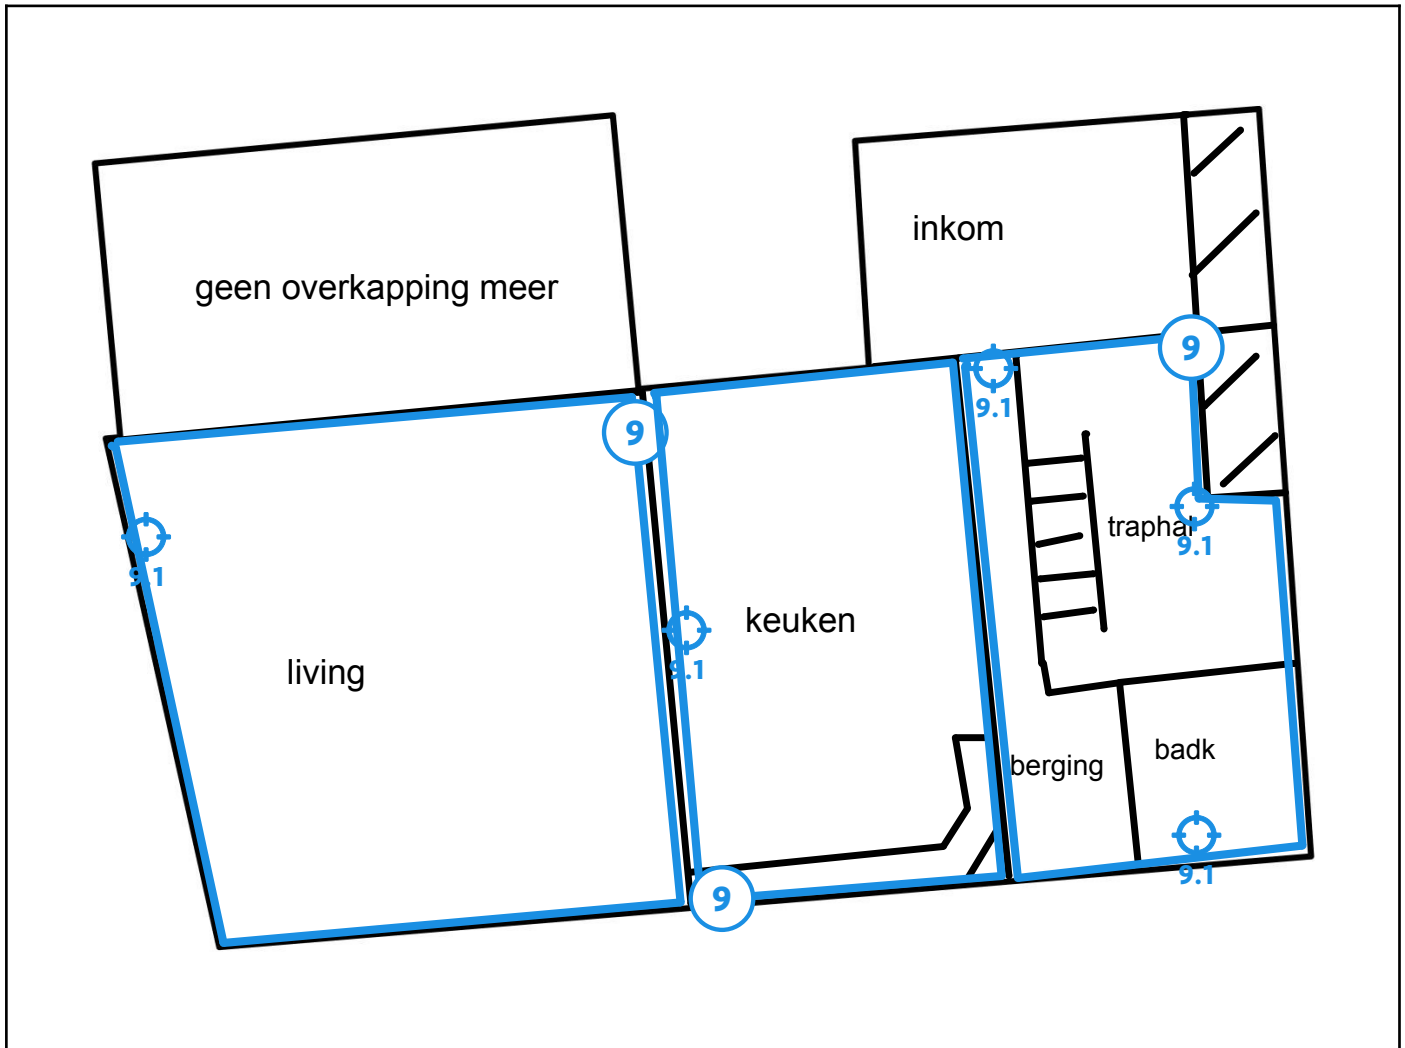 inkom
geen overkapping meer
9
9
9.1
9.1
traphal
9.1
9.1
keuken
living
badk
berging
9.1
9